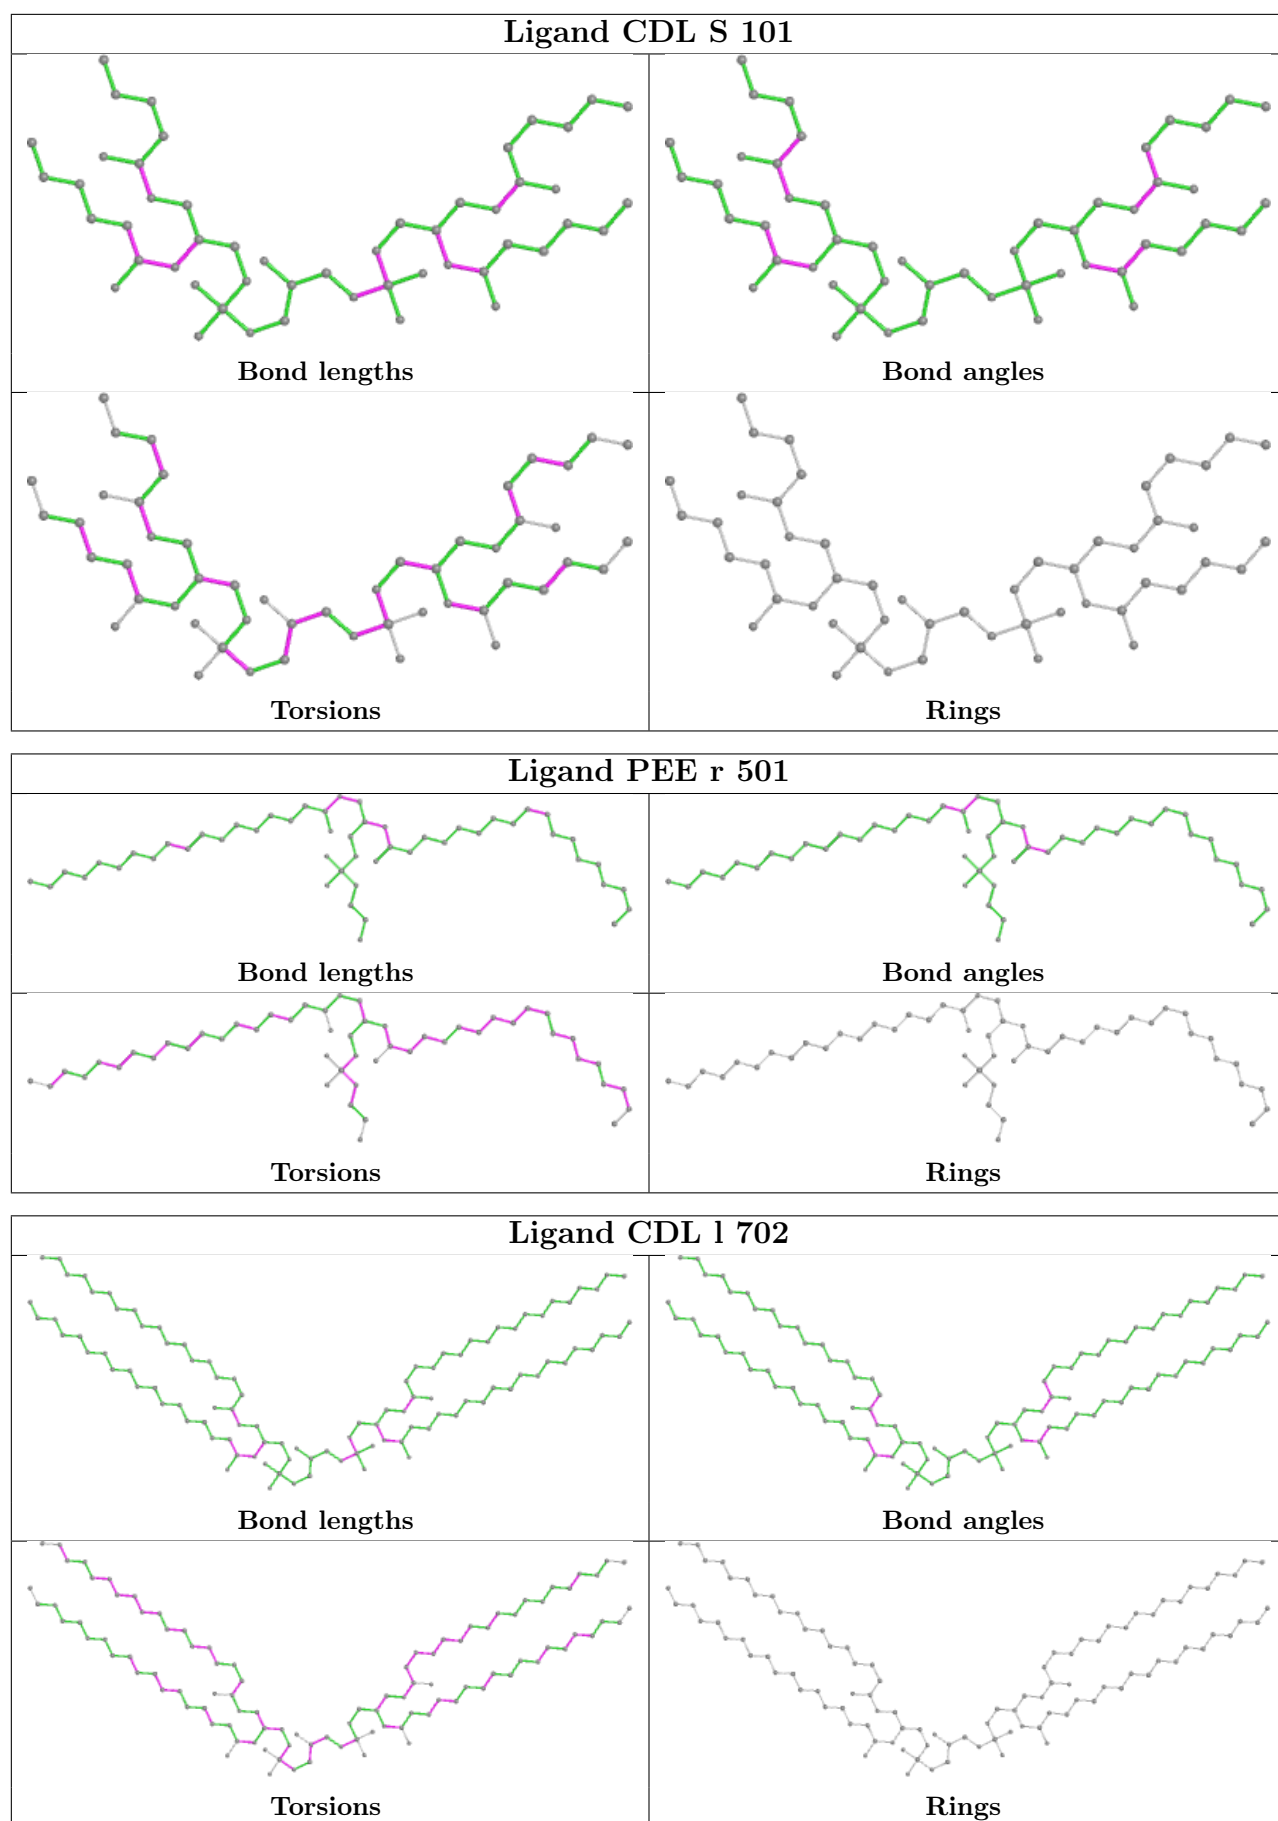 Ligand CDL S 101
Bond lengths
Bond angles
Torsions
Rings
Ligand PEE r 501
Bond lengths
Bond angles
Torsions
Rings
Ligand CDL l 702
Bond lengths
Bond angles
Torsions
Rings